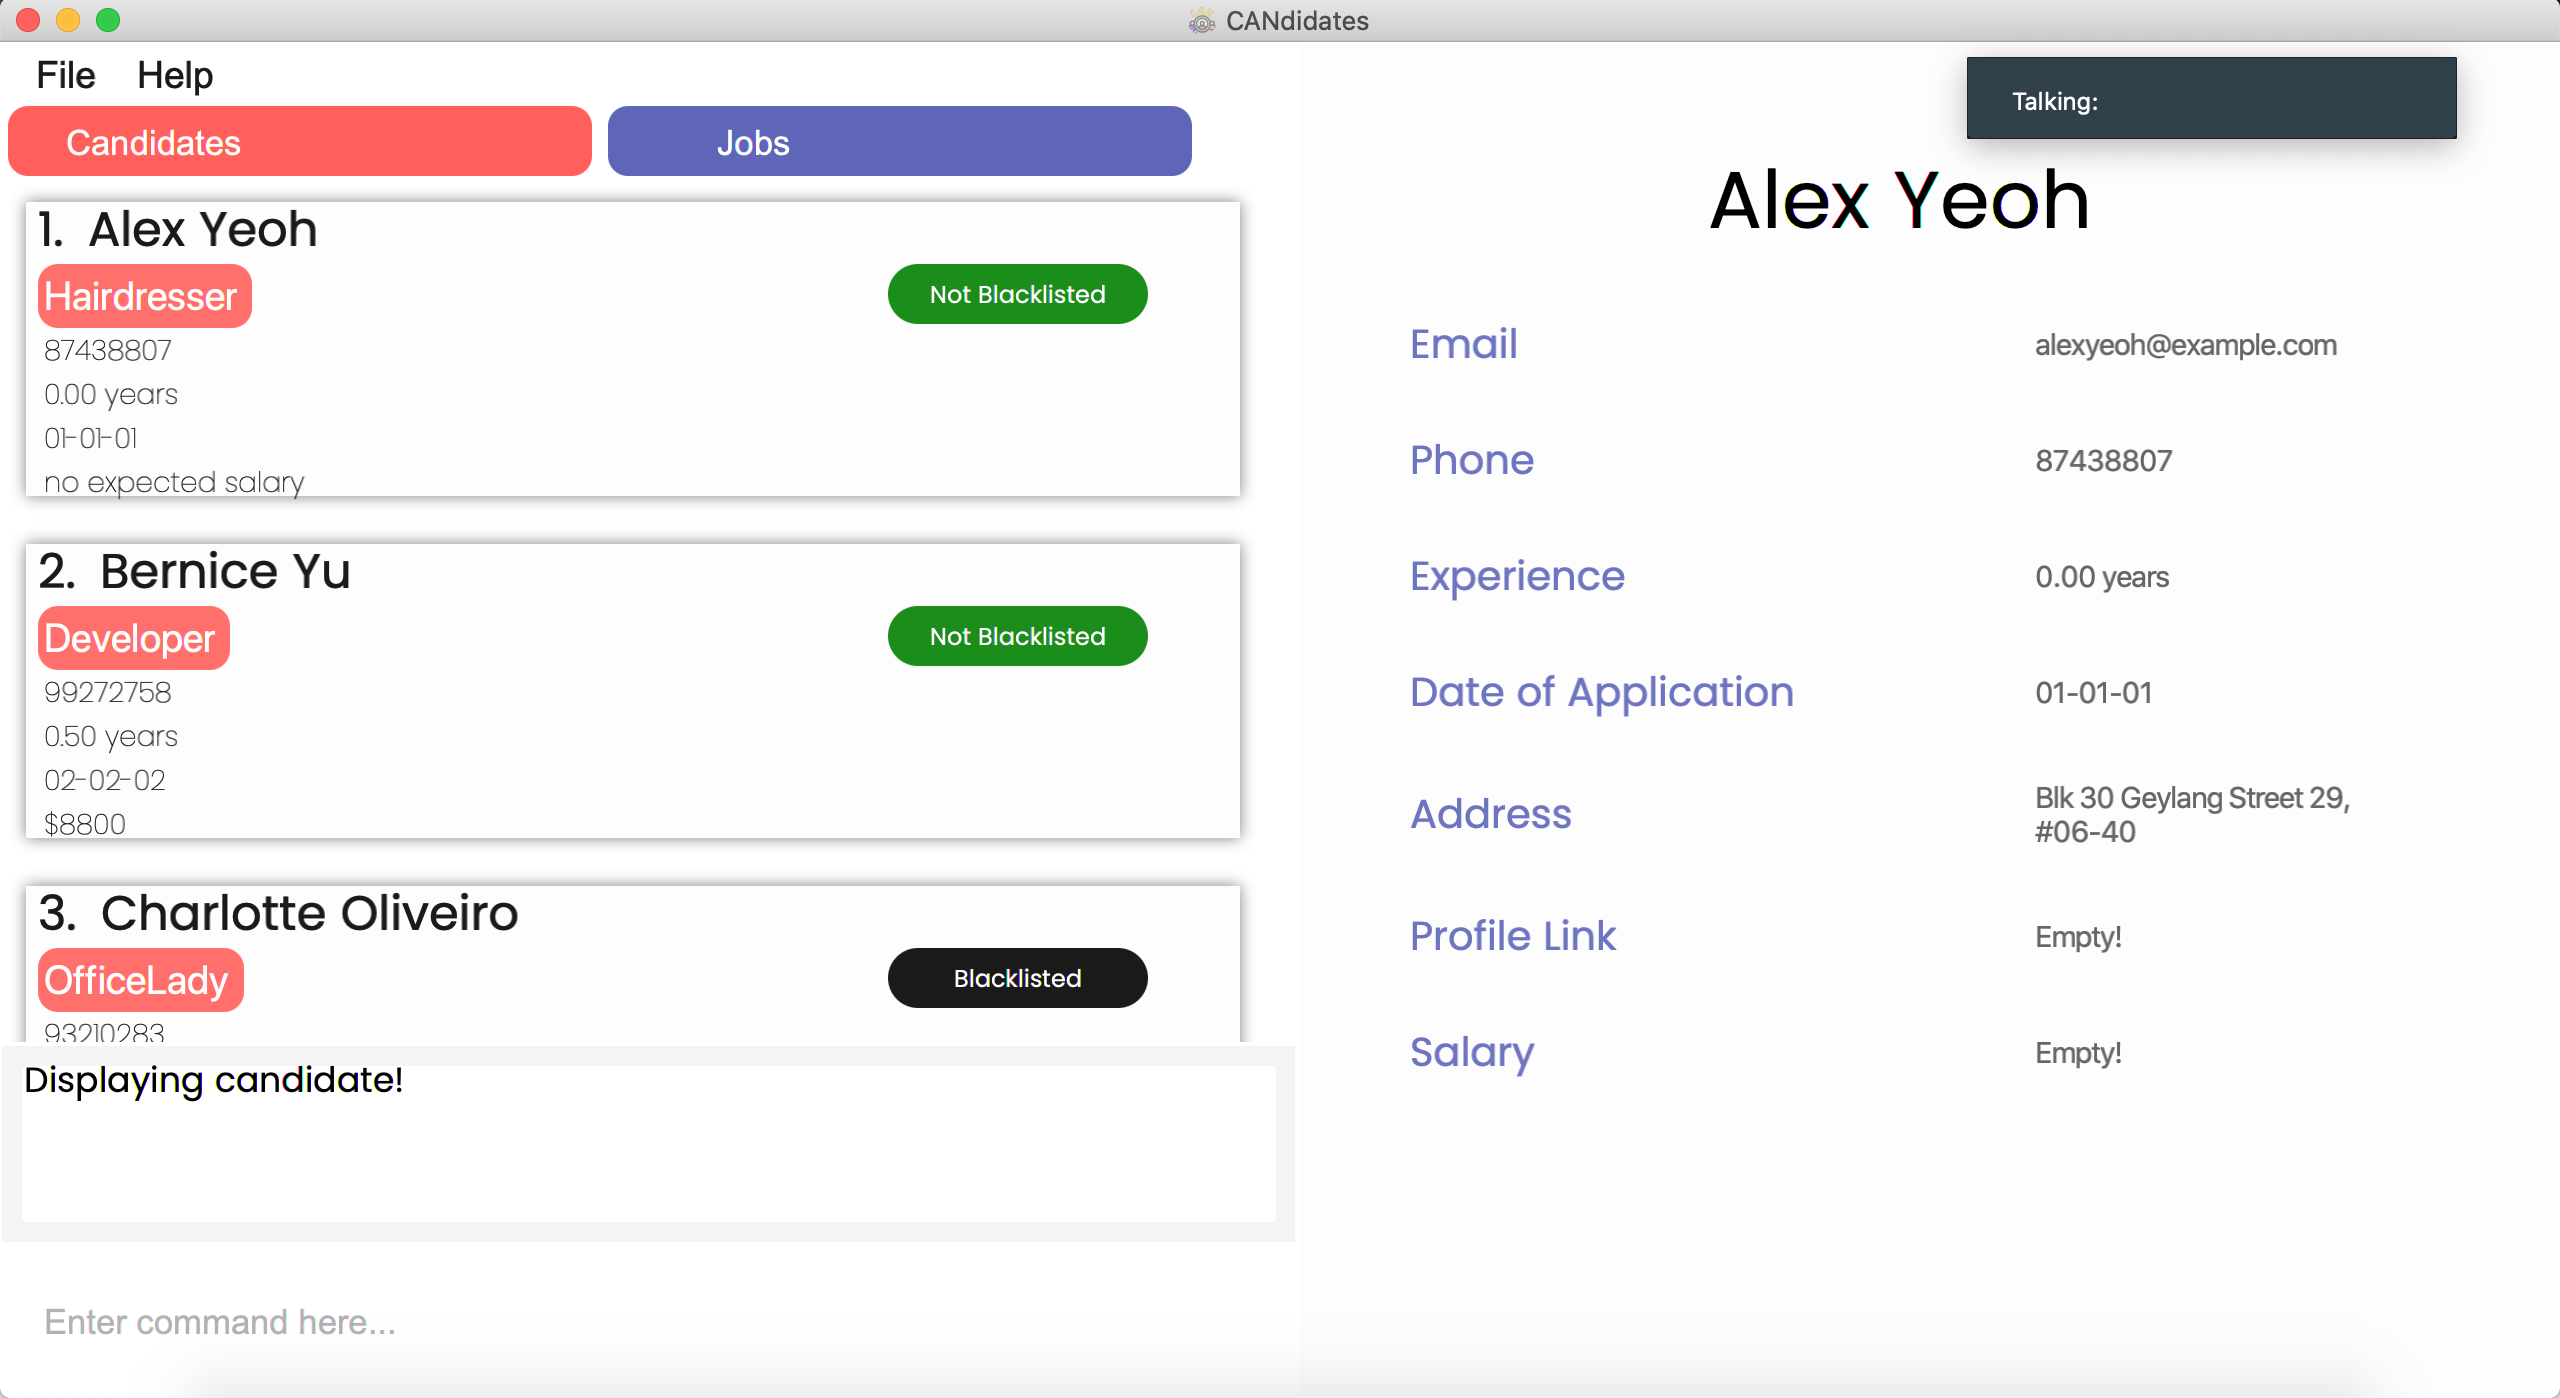 CANdidates
File Help
Talking:
Candidates Jobs
1. Alex Yeoh
Hairdresser
Not Blacklisted
87438807
0.00 years
01-01-01
no expected salary
2. Bernice Yu
Developer
Not Blacklisted
99272758
0.50 years
02-02-02
$8800
3. Charlotte Oliveiro
OfficeLady
Blacklisted
93210283
Displaying candidate!
Enter command here...
Alex Yeoh
Email alexyeoh@example.com
Phone 87438807
Experience 0.00 years
Date of Application 01-01-01
Address Blk 30 Geylang Street 29,
#06-40
Profile Link Empty!
Salary Empty!